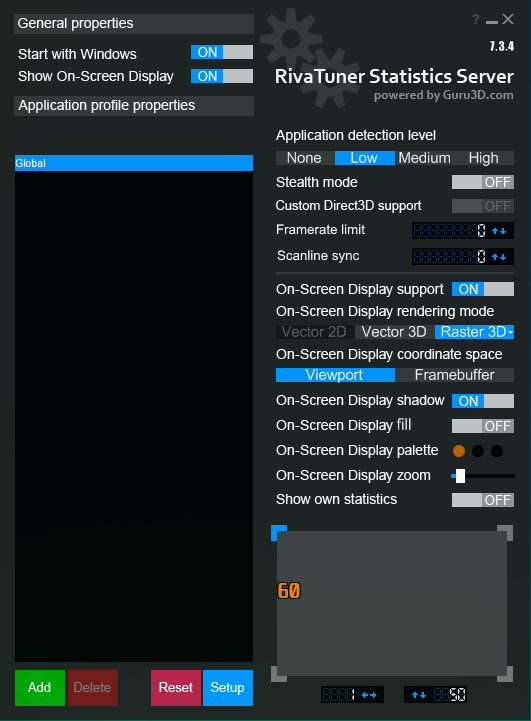 General properties
Start with Windows ON
Show On-Screen Display ON
Application profile properties
Global
Add Delete Reset Setup
?
7.3.4
RivaTuner Statistics Server
powered by Guru3D.com
Application detection level
None Low Medium High
Stealth mode OFF
Custom Direct3D support OFF
Framerate limit 0
Scanline sync 0
On-Screen Display support ON
On-Screen Display rendering mode
Vector 2D Vector 3D Raster 3D
On-Screen Display coordinate space
Viewport Framebuffer
On-Screen Display shadow ON
On-Screen Display fill OFF
On-Screen Display palette
On-Screen Display zoom
Show own statistics OFF
60
1 50